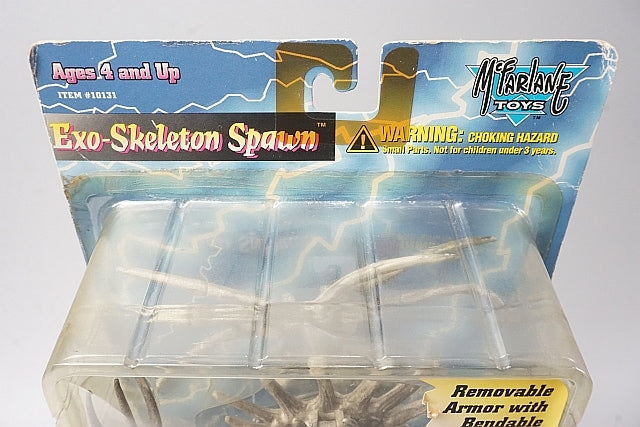 Ages 4 and Up
ITEM #10131
McFARLANE
TOYS™
Exo-Skeleton Spawn™
WARNING: CHOKING HAZARD
Small Parts. Not for children under 3 years.
Removable
Armor with
Bendable